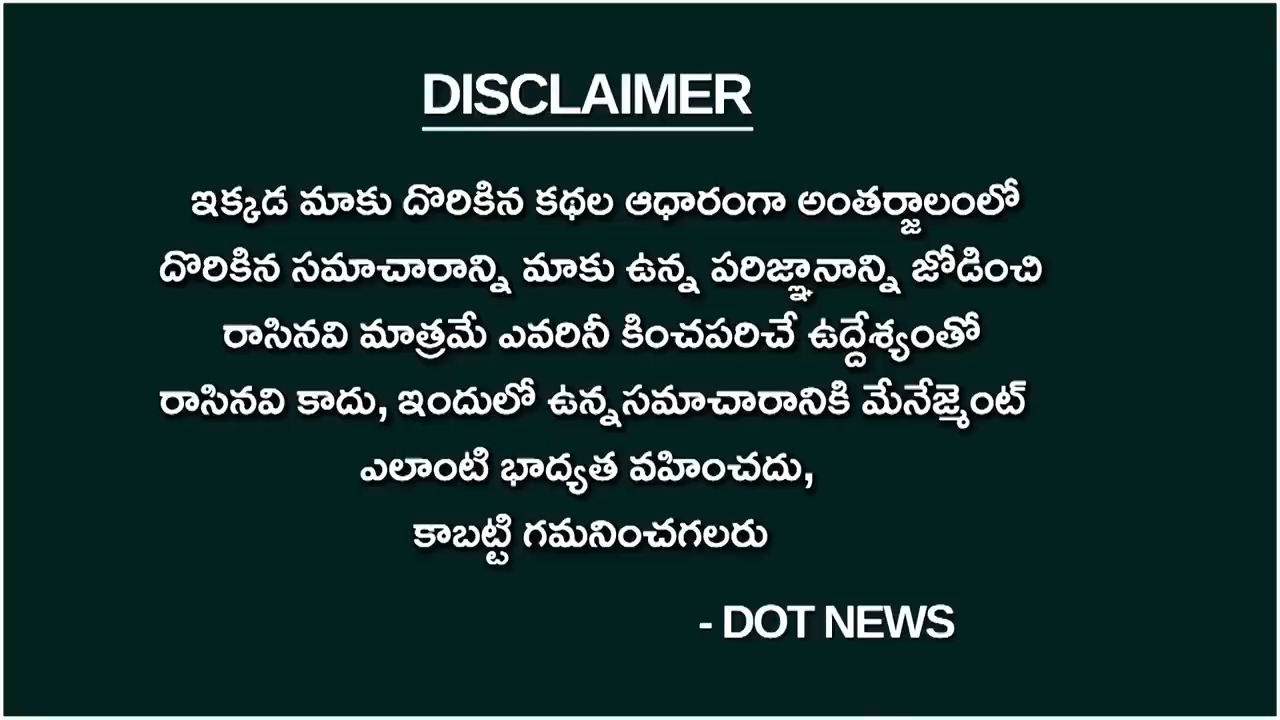 DISCLAIMER
ఇక్కడ మాకు దొరికిన కథల ఆధారంగా అంతర్జాలంలో
దొరికిన సమాచారాన్ని మాకు ఉన్న పరిజ్ఞానాన్ని జోడించి
రాసినవి మాత్రమే ఎవరినీ కించపరిచే ఉద్దేశ్యంతో
రాసినవి కాదు, ఇందులో ఉన్నసమాచారానికి మేనేజ్మెంట్
ఎలాంటి భాద్యత వహించదు,
కాబట్టి గమనించగలరు
- DOT NEWS